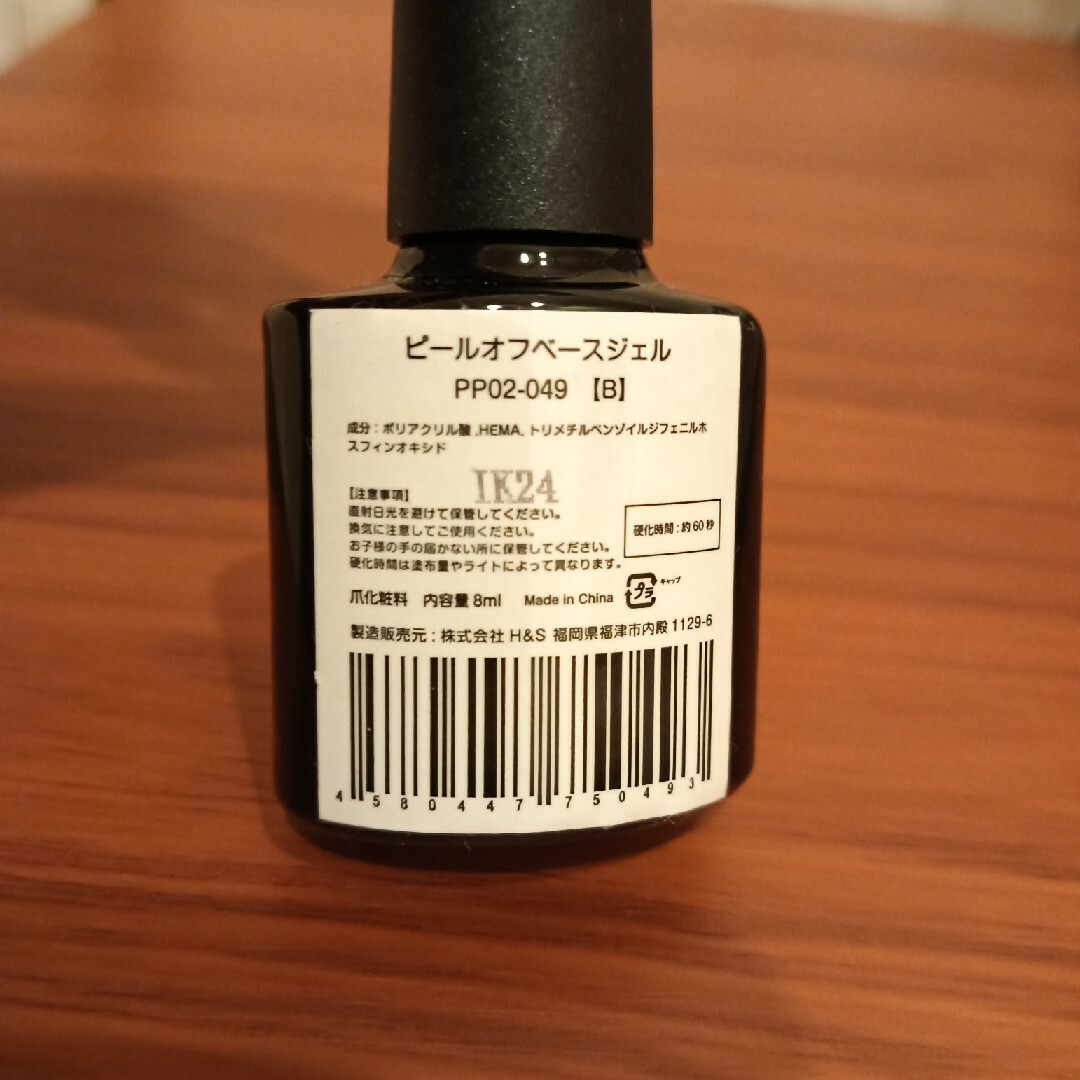 ピールオフベースジェル
PP02-049 【B】
成分：ポリアクリル酸 ,HEMA, トリメチルベンゾイルジフェニルホ
スフィンオキシド
IK24
【注意事項】
直射日光を避けて保管してください。
換気に注意してご使用ください。
お子様の手の届かない所に保管してください。
硬化時間は塗布量やライトによって異なります。
硬化時間：約60秒
爪化粧料 内容量 8ml Made in China プラ キャップ
製造販売元：株式会社 H&S 福岡県福津市内殿 1129-6
4580447750493